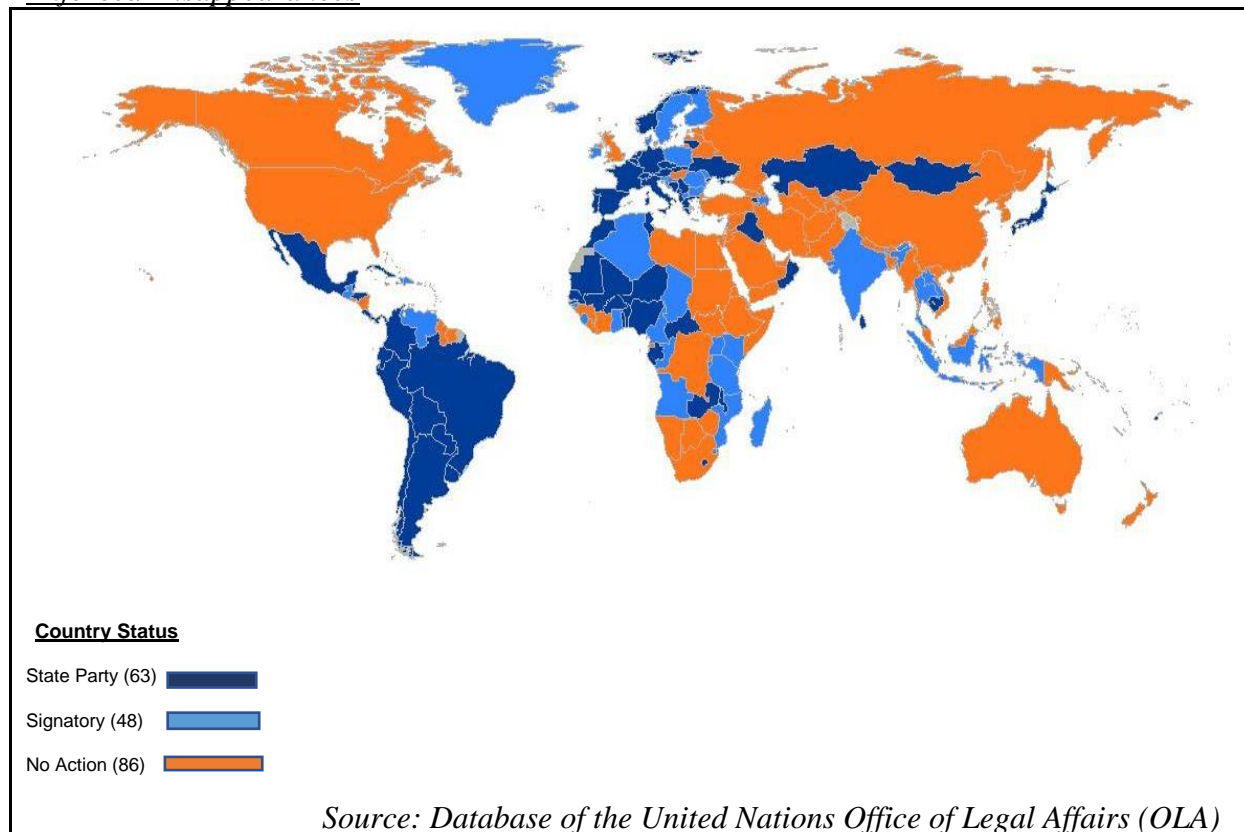 Country Status
State Party (63)
Signatory (48)
No Action (86)
Source: Database of the United Nations Office of Legal Affairs (OLA)